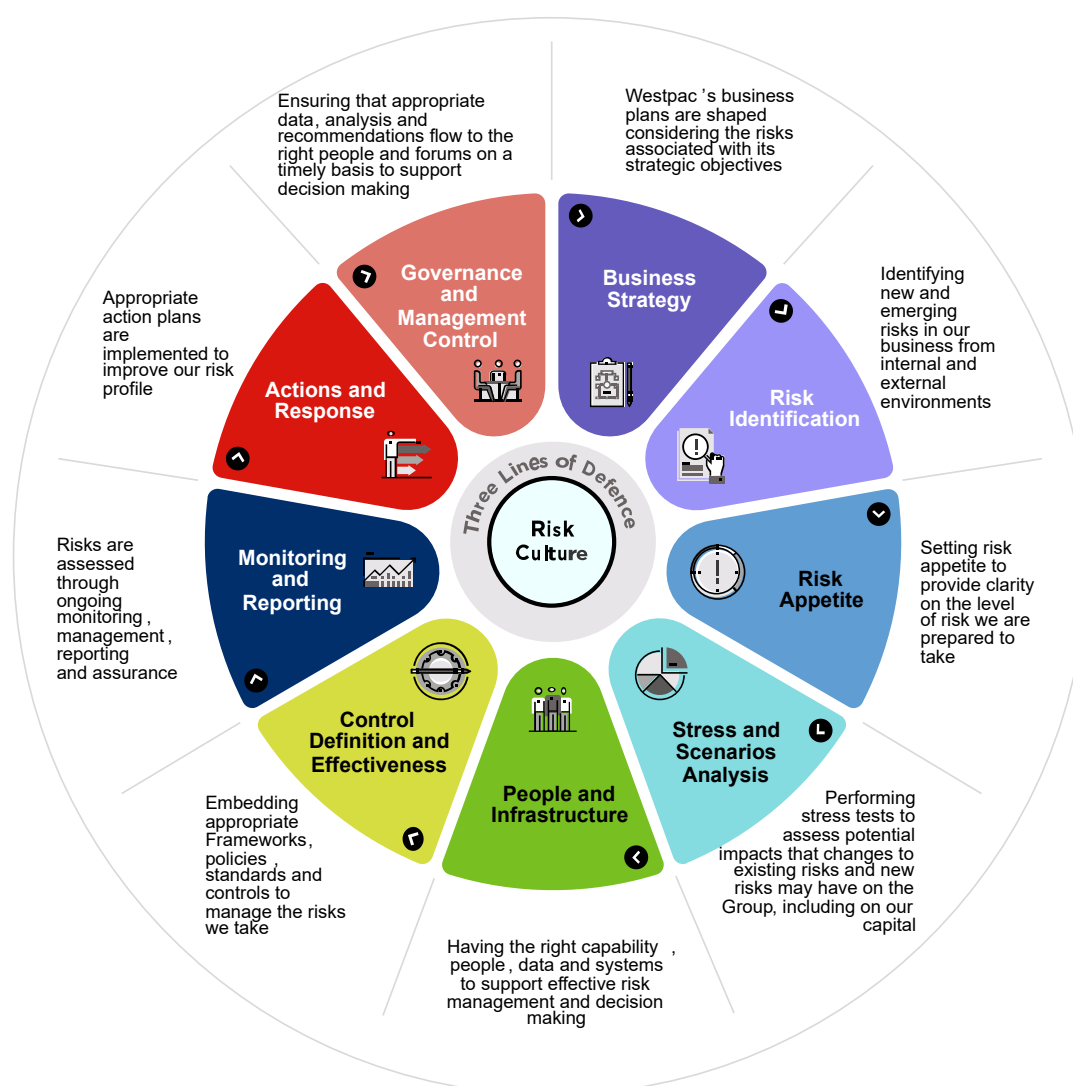 Ensuring that appropriate
data, analysis and
recommendations flow to the
right people and forums on a
timely basis to support
decision making
Westpac's business
plans are shaped
considering the risks
associated with its
strategic objectives
Governance
and
Management
Control
Business
Strategy
Identifying
new and
emerging
risks in our
business from
internal and
external
environments
Risk
Identification
Appropriate
action plans
are
implemented to
improve our risk
profile
Actions and
Response
Three Lines of Defence
Risk
Culture
Risks are
assessed
through
ongoing
monitoring,
management,
reporting
and assurance
Monitoring
and
Reporting
Risk
Appetite
Setting risk
appetite to
provide clarity
on the level
of risk we are
prepared to
take
Control
Definition and
Effectiveness
Stress and
Scenarios
Analysis
People and
Infrastructure
Embedding
appropriate
Frameworks,
policies,
standards and
controls to
manage the risks
we take
Performing
stress tests to
assess potential
impacts that changes to
existing risks and new
risks may have on the
Group, including on our
capital
Having the right capability,
people, data and systems
to support effective risk
management and decision
making